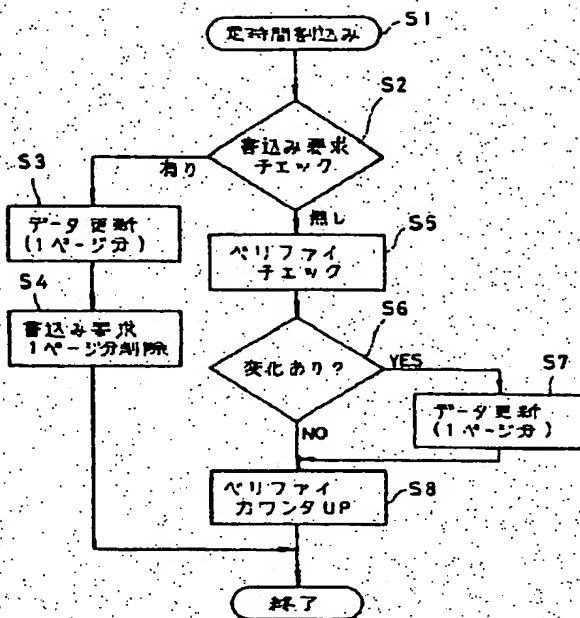 定時間割込み
S1
S2
書込み要求
チェック
有り
無し
S3
データ更新
(1ページ分)
S4
書込み要求
1ページ分削除
S5
ベリファイ
チェック
S6
変化あり?
YES
NO
S7
データ更新
(1ページ分)
ベリファイ
カウンタUP
S8
終了